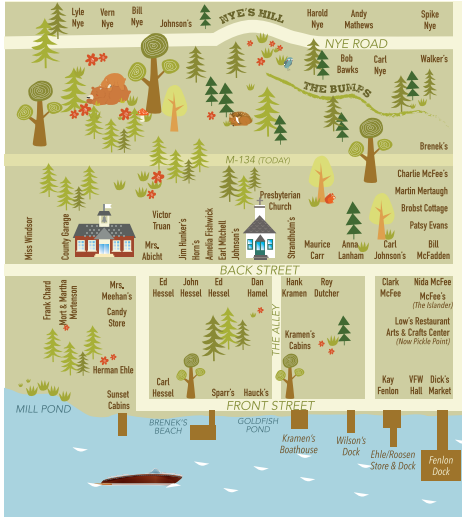 Lyle
Nye
Vern
Nye
Bill
Nye
Johnson's
NYE'S HILL
Harold
Nye
Andy
Mathews
Spike
Nye
NYE ROAD
Bob
Bawks
Carl
Nye
Walker's
THE BUMPS
Brenek's
M-134 (TODAY)
Charlie McFee's
Martin Mertaugh
Brobst Cottage
Patsy Evans
Presbyterian
Church
Miss Windsor
County Garage
Victor
Truan
Mrs.
Abicht
Jim Hunker's
Horn's
Amelia Fishwick
Earl Mitchell
Johnson's
Strandholm's
Maurice
Carr
Anna
Lanham
Carl
Johnson's
Bill
McFadden
BACK STREET
Frank Chard
Mort & Martha
Mortenson
Mrs.
Meehan's
Candy
Store
Herman Ehle
Sunset
Cabins
Ed
Hessel
John
Hessel
Ed
Hessel
Dan
Hamel
THE ALLEY
Hank
Kramen
Roy
Dutcher
Kramen's
Cabins
Clark
McFee
Nida McFee
McFee's
(The Islander)
Low's Restaurant
Arts & Crafts Center
(Now Pickle Point)
Carl
Hessel
Sparr's
Hauck's
Kay
Fenlon
VFW
Hall
Dick's
Market
FRONT STREET
MILL POND
BRENEK'S
BEACH
GOLDFISH
POND
Kramen's
Boathouse
Wilson's
Dock
Ehle/Roosen
Store & Dock
Fenlon
Dock